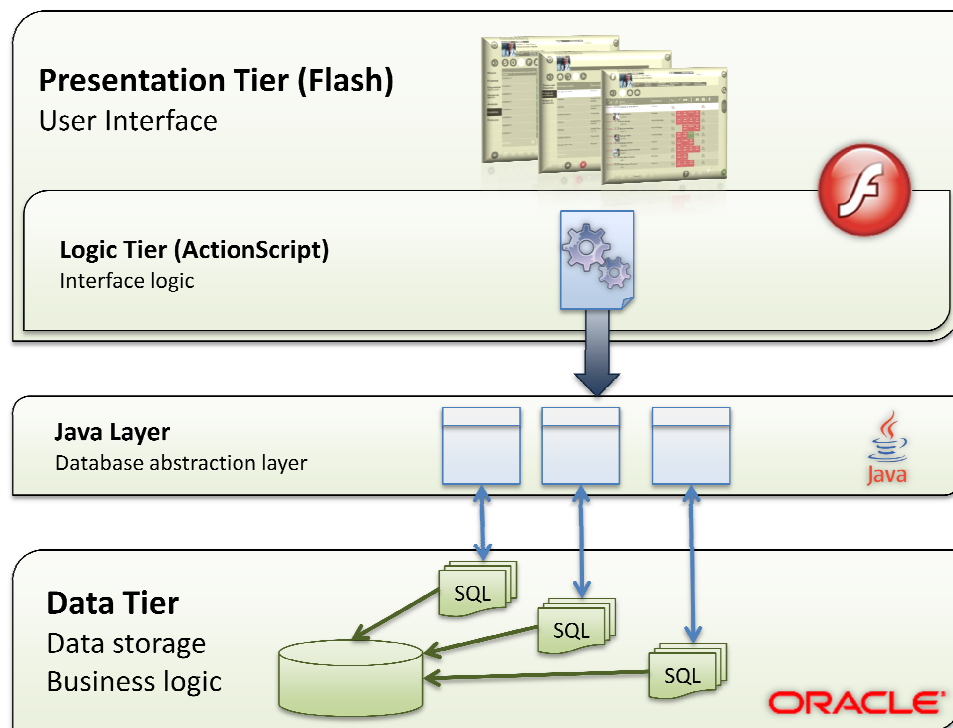 Presentation Tier (Flash)
User Interface
Logic Tier (ActionScript)
Interface logic
Java Layer
Database abstraction layer
Java
Data Tier
Data storage
Business logic
SQL
SQL
SQL
ORACLE